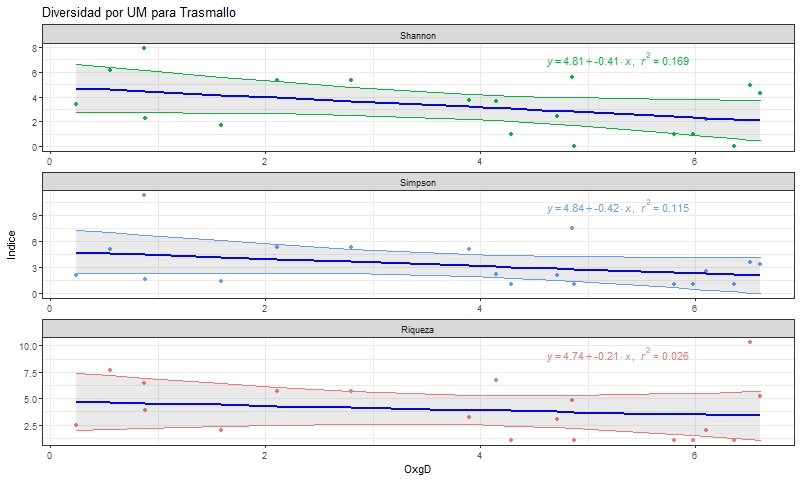 Diversidad por UM para Trasmallo
Shannon
y = 4.81 + -0.41 · x, r² = 0.169
8
6
4
2
0
0 2 4 6
Simpson
y = 4.84 + -0.42 · x, r² = 0.115
9
6
3
0
0 2 4 6
Indice
Riqueza
y = 4.74 + -0.21 · x, r² = 0.026
10.0
7.5
5.0
2.5
0 2 4 6
OxgD